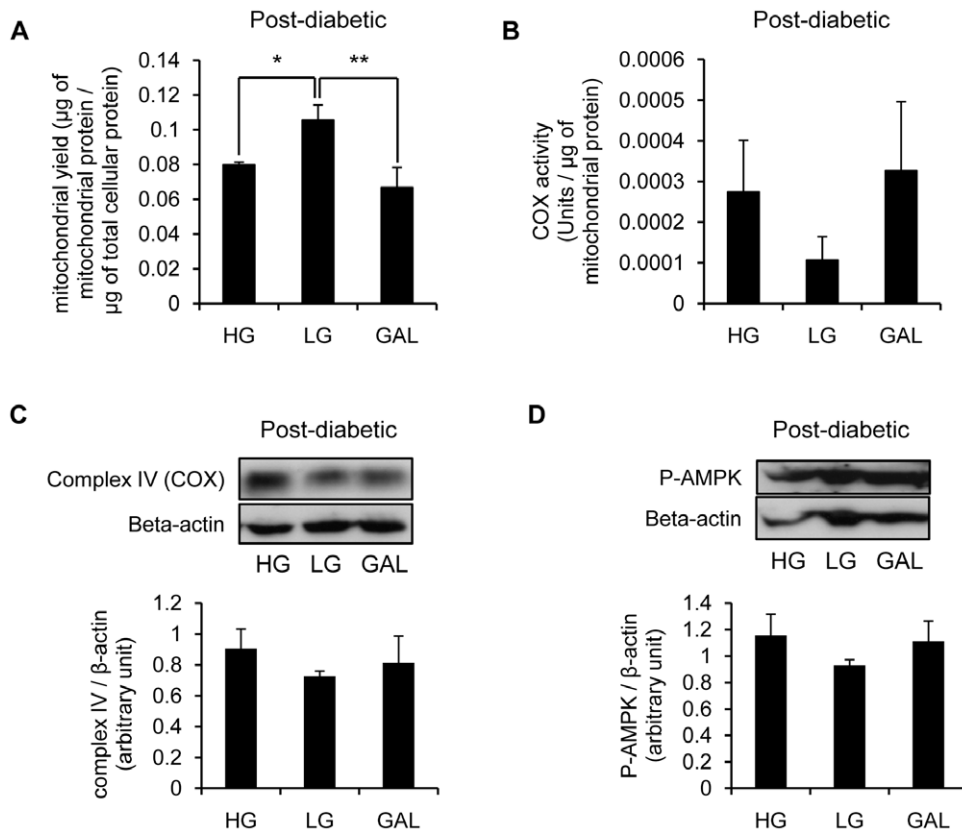 A
Post-diabetic
mitochondrial yield (µg of
mitochondrial protein /
µg of total cellular protein)
0.14
0.12
0.1
0.08
0.06
0.04
0.02
0
*
**
HG LG GAL
B
Post-diabetic
COX activity
(Units / µg of
mitochondrial protein)
0.0006
0.0005
0.0004
0.0003
0.0002
0.0001
0
HG LG GAL
C
Post-diabetic
Complex IV (COX)
Beta-actin
HG LG GAL
complex IV / β-actin
(arbitrary unit)
1.2
1
0.8
0.6
0.4
0.2
0
HG LG GAL
D
Post-diabetic
P-AMPK
Beta-actin
HG LG GAL
P-AMPK / β-actin
(arbitrary unit)
1.4
1.2
1
0.8
0.6
0.4
0.2
0
HG LG GAL